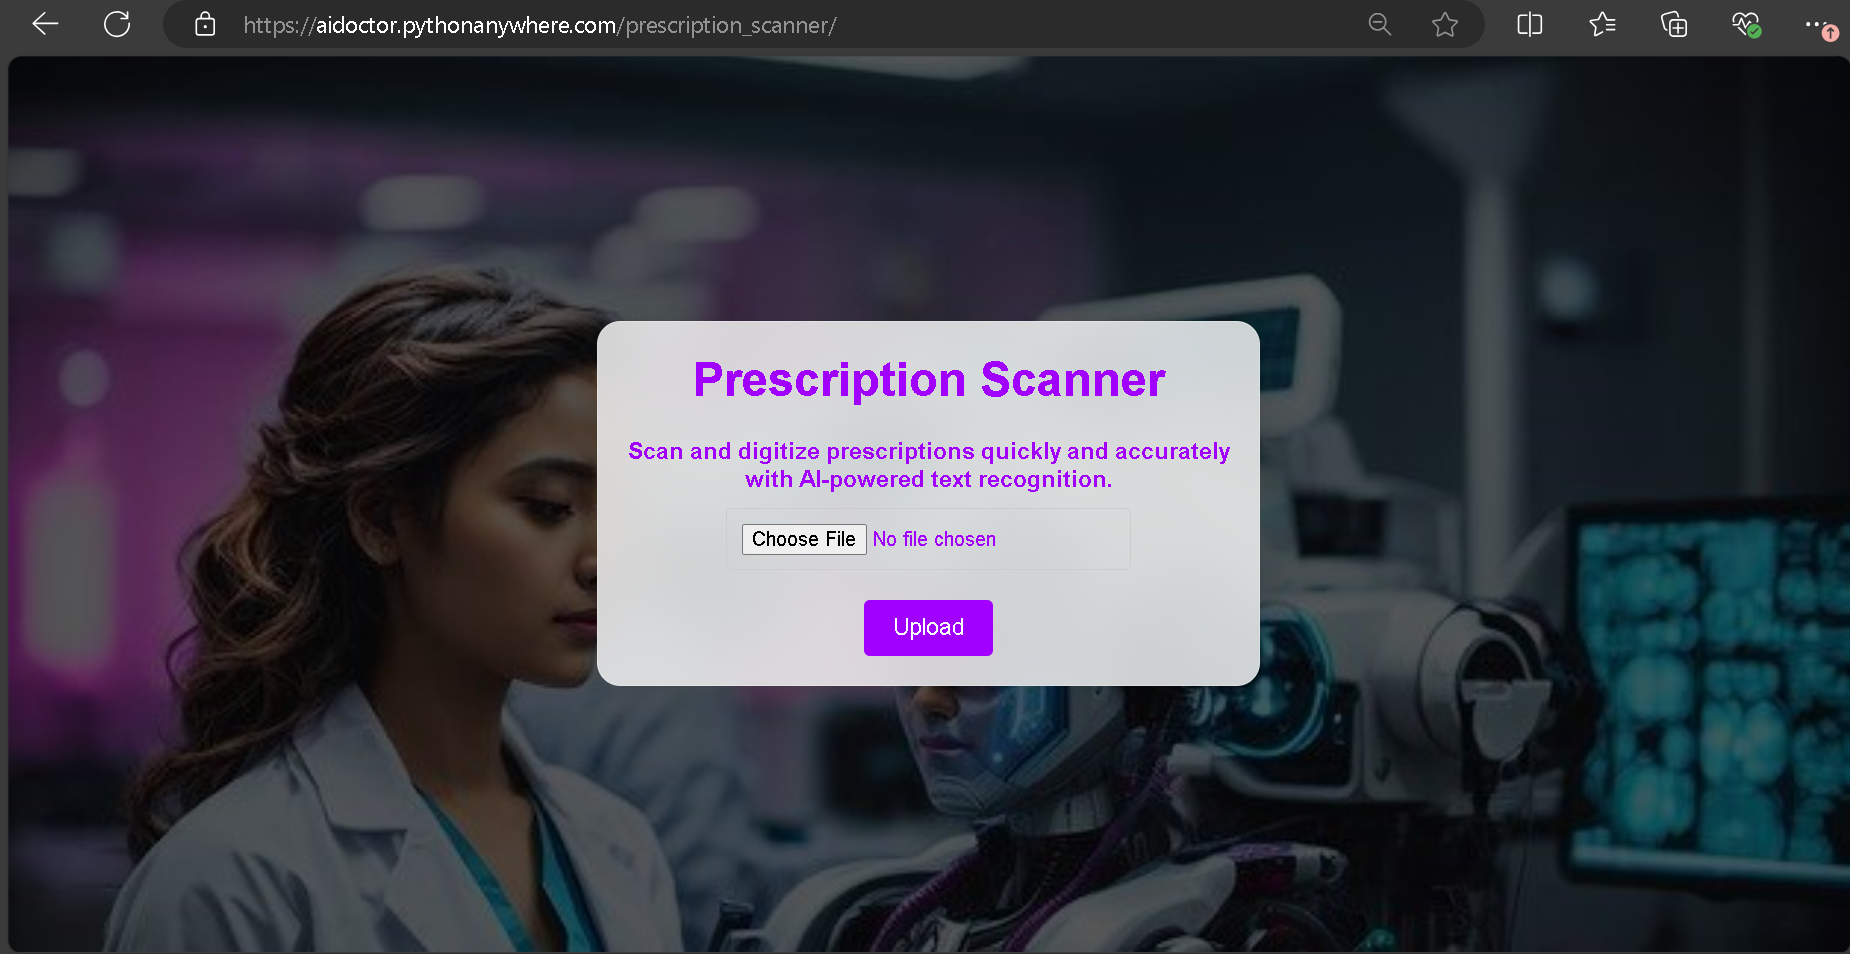 https://aidoctor.pythonanywhere.com/prescription_scanner/
Prescription Scanner
Scan and digitize prescriptions quickly and accurately
with AI-powered text recognition.
Choose File No file chosen
Upload